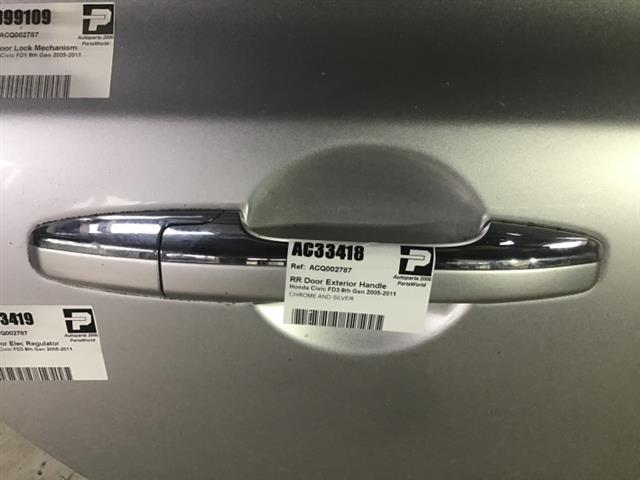 399109
ACQ002787
oor Lock Mechanism
Civic FD1 8th Gen 2005-2011
P
Autoparts 2000
PartsWorld
AC33418
Ref: ACQ002787
RR Door Exterior Handle
Honda Civic FD3 8th Gen 2005-2011
CHROME AND SILVER
P
Autoparts 2000
PartsWorld
3419
Q002787
or Elec Regulator
Civic FD3 8th Gen 2005-2011
P
Autoparts 2000
PartsWorld